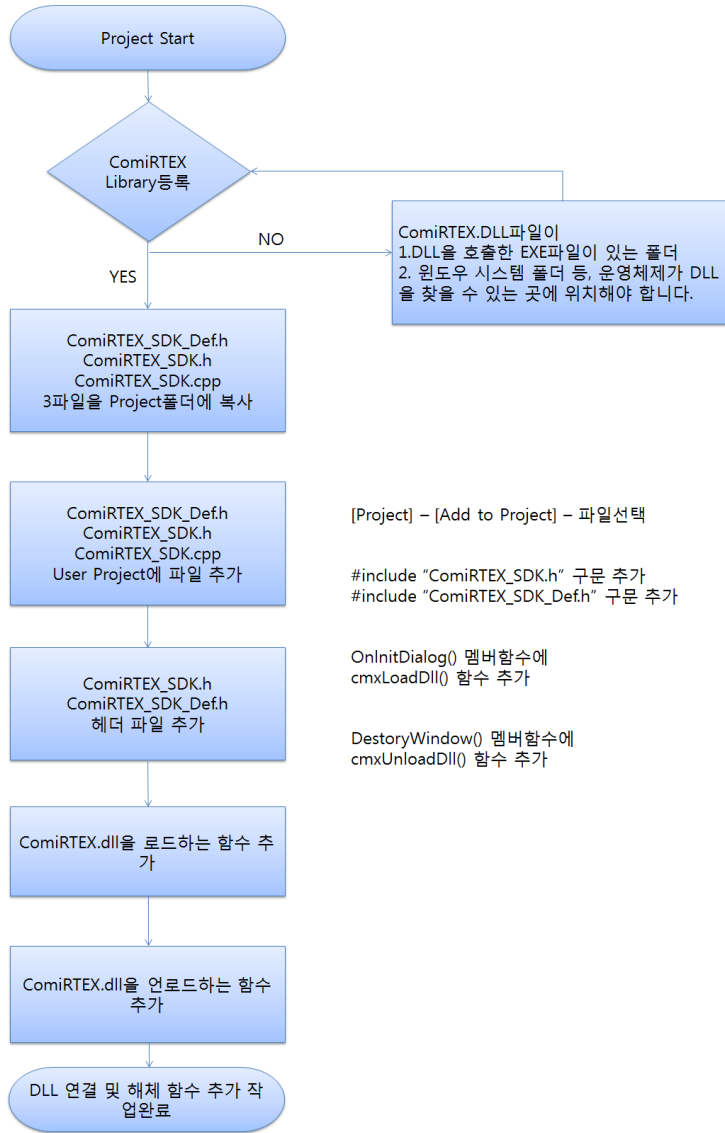 Project Start
ComiRTEX
Library등록
NO
YES
ComiRTEX.DLL파일이
1.DLL을 호출한 EXE파일이 있는 폴더
2. 윈도우 시스템 폴더 등, 운영체제가 DLL
을 찾을 수 있는 곳에 위치해야 합니다.
ComiRTEX_SDK_Def.h
ComiRTEX_SDK.h
ComiRTEX_SDK.cpp
3파일을 Project폴더에 복사
ComiRTEX_SDK_Def.h
ComiRTEX_SDK.h
ComiRTEX_SDK.cpp
User Project에 파일 추가
[Project] – [Add to Project] – 파일선택
#include “ComiRTEX_SDK.h” 구문 추가
#include “ComiRTEX_SDK_Def.h” 구문 추가
ComiRTEX_SDK.h
ComiRTEX_SDK_Def.h
헤더 파일 추가
OnInitDialog() 멤버함수에
cmxLoadDll() 함수 추가
DestoryWindow() 멤버함수에
cmxUnloadDll() 함수 추가
ComiRTEX.dll을 로드하는 함수 추
가
ComiRTEX.dll을 언로드하는 함수
추가
DLL 연결 및 해체 함수 추가 작
업완료